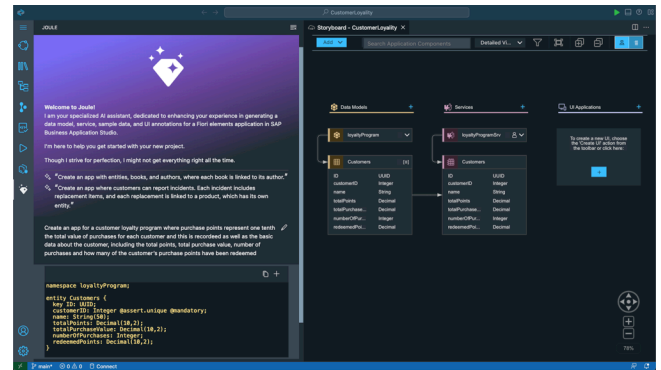 CustomerLoyality
JOULE
Welcome to Joule!
I am your specialized AI assistant, dedicated to enhancing your experience in generating a
data model, service, sample data, and UI annotations for a Fiori elements application in SAP
Business Application Studio.
I'm here to help you get started with your new project.
Though I strive for perfection, I might not get everything right all the time.
"Create an app with entities, books, and authors, where each book is linked to its author."
"Create an app where customers can report incidents. Each incident includes
replacement items, and each replacement is linked to a product, which has its own
entity."
Create an app for a customer loyalty program where purchase points represent one tenth
the total value of purchases for each customer and this is recordeed as well as the basic
data about the customer, including the total points, total purchase value, number of
purchases and how many of the customer's purchase points have been redeemed
namespace loyaltyProgram;
entity Customers {
key ID: UUID;
customerID: Integer @assert.unique @mandatory;
name: String(50);
totalPoints: Decimal(10,2);
totalPurchaseValue: Decimal(10,2);
numberOfPurchases: Integer;
redeemedPoints: Decimal(10,2);
}
Storyboard - CustomerLoyality
Add
Search Application Components
Detailed Vi...
Data Models +
loyaltyProgram
Customers
ID UUID
customerID Integer
name String
totalPoints Decimal
totalPurchase... Decimal
numberOfPur... Integer
redeemedPoi... Decimal
Services +
loyaltyProgramSrv
Customers
ID UUID
customerID Integer
name String
totalPoints Decimal
totalPurchase... Decimal
numberOfPur... Integer
redeemedPoi... Decimal
UI Applications +
To create a new UI, choose
the 'Create UI' action from
the toolbar or click here:
+
78%
main* 0 0 Connect